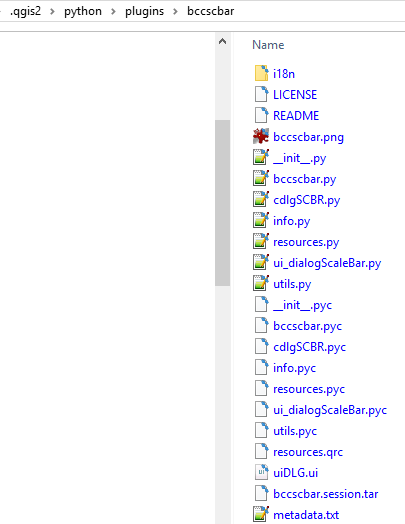 .qgis2 > python > plugins > bccscbar
Name
i18n
LICENSE
README
bccscbar.png
__init__.py
bccscbar.py
cdlgSCBR.py
info.py
resources.py
ui_dialogScaleBar.py
utils.py
__init__.pyc
bccscbar.pyc
cdlgSCBR.pyc
info.pyc
resources.pyc
ui_dialogScaleBar.pyc
utils.pyc
resources.qrc
uiDLG.ui
bccscbar.session.tar
metadata.txt